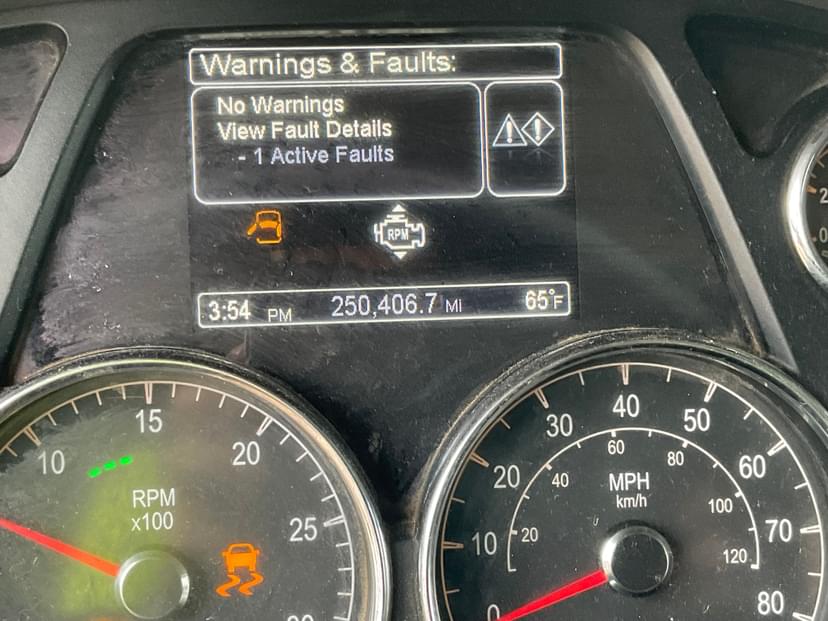 Warnings & Faults:
No Warnings
View Fault Details
- 1 Active Faults
RPM
3:54 PM 250,406.7 MI 65°F
10
15
20
25
RPM
x100
0
10
20
30
40
50
60
70
80
MPH
km/h
20
40
60
80
100
120